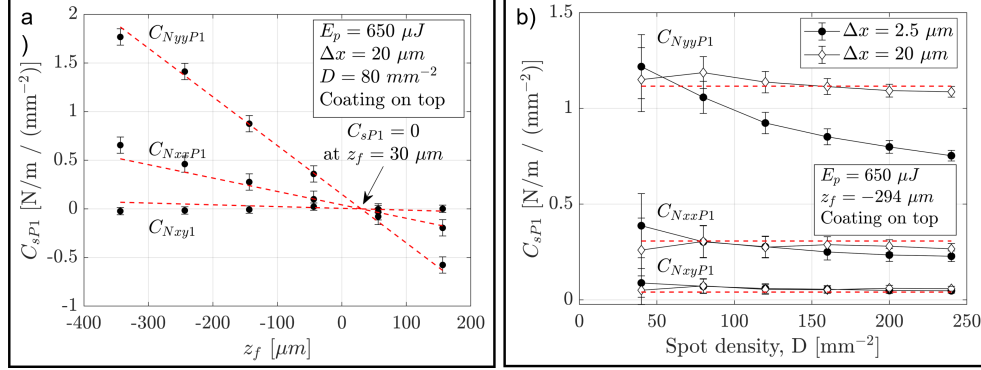 a
)
C_{NyyP1}
E_p = 650 μJ
Δx = 20 μm
D = 80 mm^{-2}
Coating on top
C_{sP1} = 0
at z_f = 30 μm
C_{NxxP1}
C_{Nxy1}
2
1.5
1
0.5
0
-0.5
-1
-400
-300
-200
-100
0
100
200
z_f [μm]
C_{sP1} [N/m / (mm^{-2})]
b)
C_{NyyP1}
Δx = 2.5 μm
Δx = 20 μm
E_p = 650 μJ
z_f = −294 μm
Coating on top
C_{NxxP1}
C_{NxyP1}
1.5
1
0.5
0
0
50
100
150
200
250
Spot density, D [mm^{-2}]
C_{sP1} [N/m / (mm^{-2})]